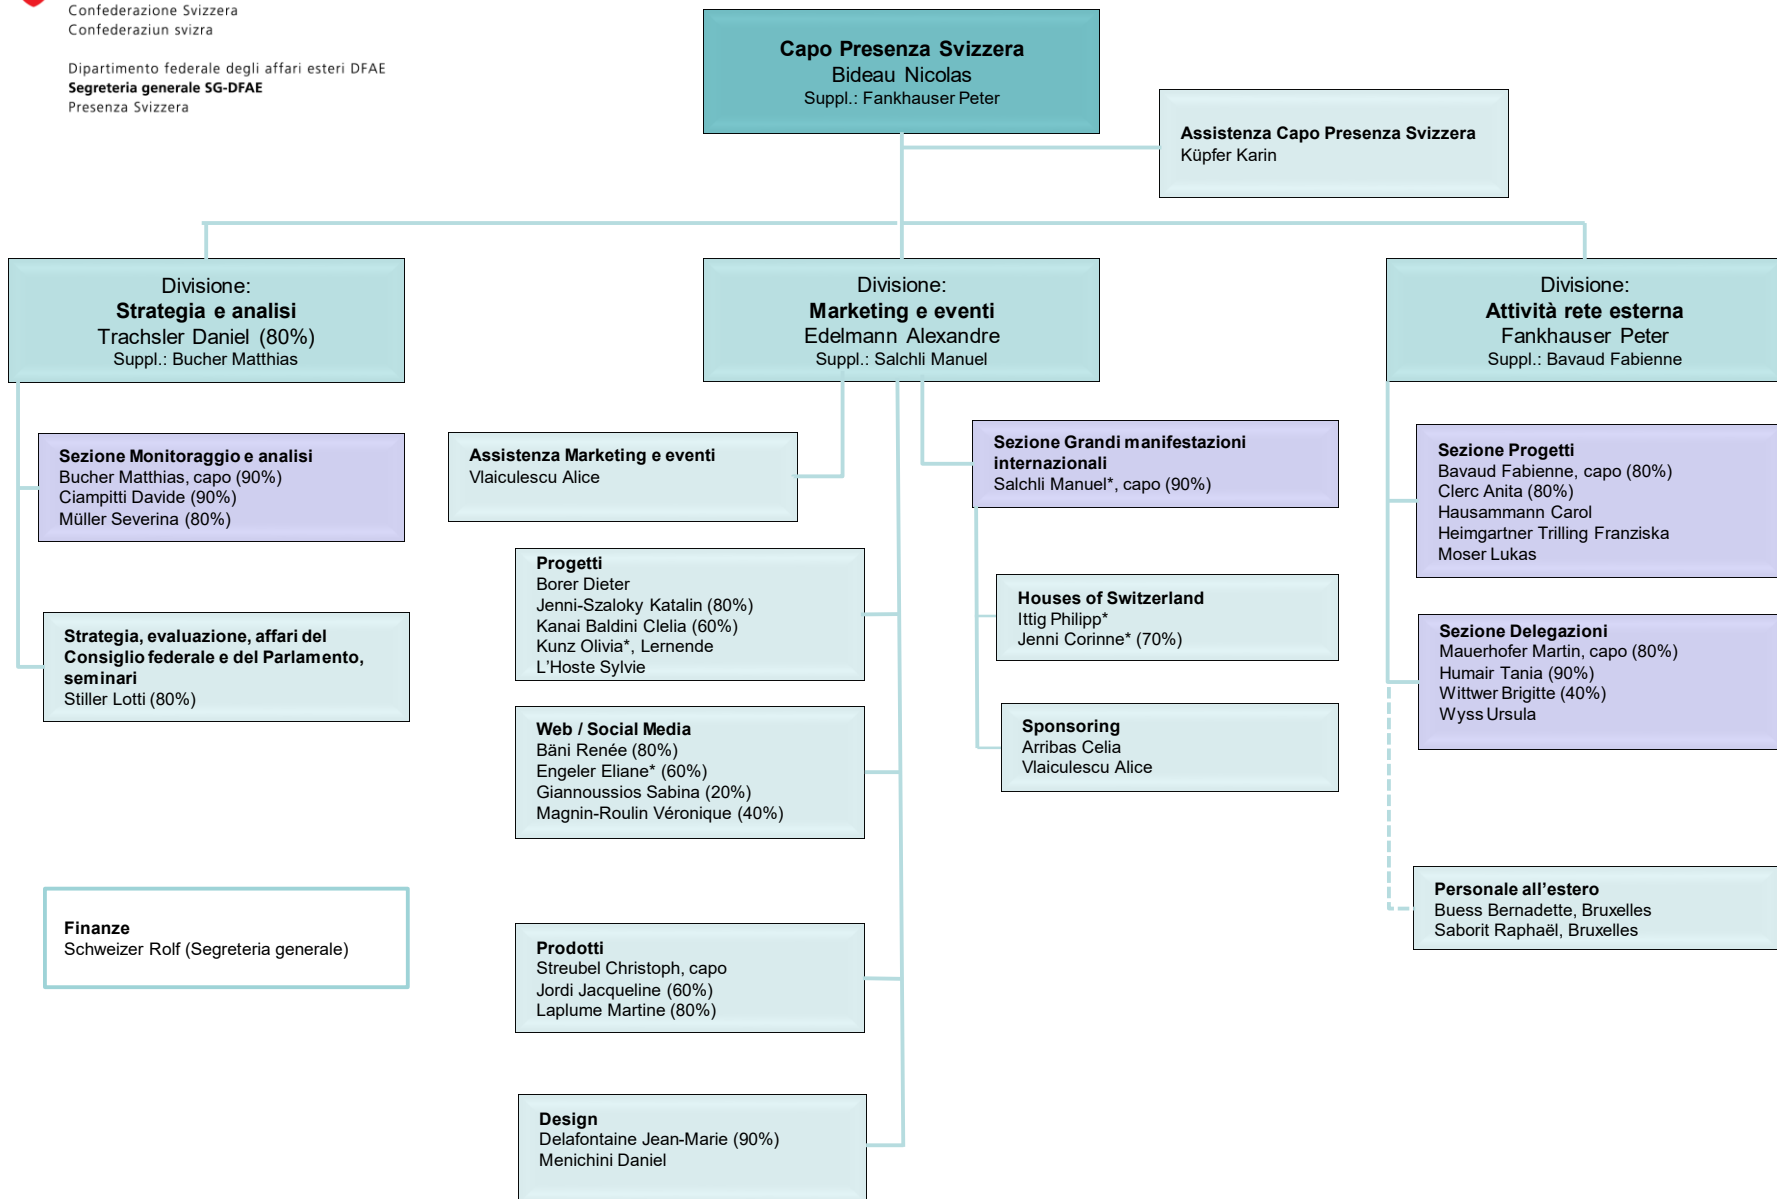 Confederazione Svizzera
Confederaziun svizra
Dipartimento federale degli affari esteri DFAE
Segreteria generale SG-DFAE
Presenza Svizzera
Capo Presenza Svizzera
Bideau Nicolas
Suppl.: Fankhauser Peter
Assistenza Capo Presenza Svizzera
Küpfer Karin
Divisione:
Strategia e analisi
Trachsler Daniel (80%)
Suppl.: Bucher Matthias
Divisione:
Marketing e eventi
Edelmann Alexandre
Suppl.: Salchli Manuel
Divisione:
Attività rete esterna
Fankhauser Peter
Suppl.: Bavaud Fabienne
Sezione Monitoraggio e analisi
Bucher Matthias, capo (90%)
Ciampitti Davide (90%)
Müller Severina (80%)
Strategia, evaluazione, affari del
Consiglio federale e del Parlamento,
seminari
Stiller Lotti (80%)
Finanze
Schweizer Rolf (Segreteria generale)
Assistenza Marketing e eventi
Vlaiculescu Alice
Progetti
Borer Dieter
Jenni-Szaloky Katalin (80%)
Kanai Baldini Clelia (60%)
Kunz Olivia*, Lernende
L'Hoste Sylvie
Web / Social Media
Bäni Renée (80%)
Engeler Eliane* (60%)
Giannoussios Sabina (20%)
Magnin-Roulin Véronique (40%)
Prodotti
Streubel Christoph, capo
Jordi Jacqueline (60%)
Laplume Martine (80%)
Design
Delafontaine Jean-Marie (90%)
Menichini Daniel
Sezione Grandi manifestazioni
internazionali
Salchli Manuel*, capo (90%)
Houses of Switzerland
Ittig Philipp*
Jenni Corinne* (70%)
Sponsoring
Arribas Celia
Vlaiculescu Alice
Sezione Progetti
Bavaud Fabienne, capo (80%)
Clerc Anita (80%)
Hausammann Carol
Heimgartner Trilling Franziska
Moser Lukas
Sezione Delegazioni
Mauerhofer Martin, capo (80%)
Humair Tania (90%)
Wittwer Brigitte (40%)
Wyss Ursula
Personale all'estero
Buess Bernadette, Bruxelles
Saborit Raphaël, Bruxelles